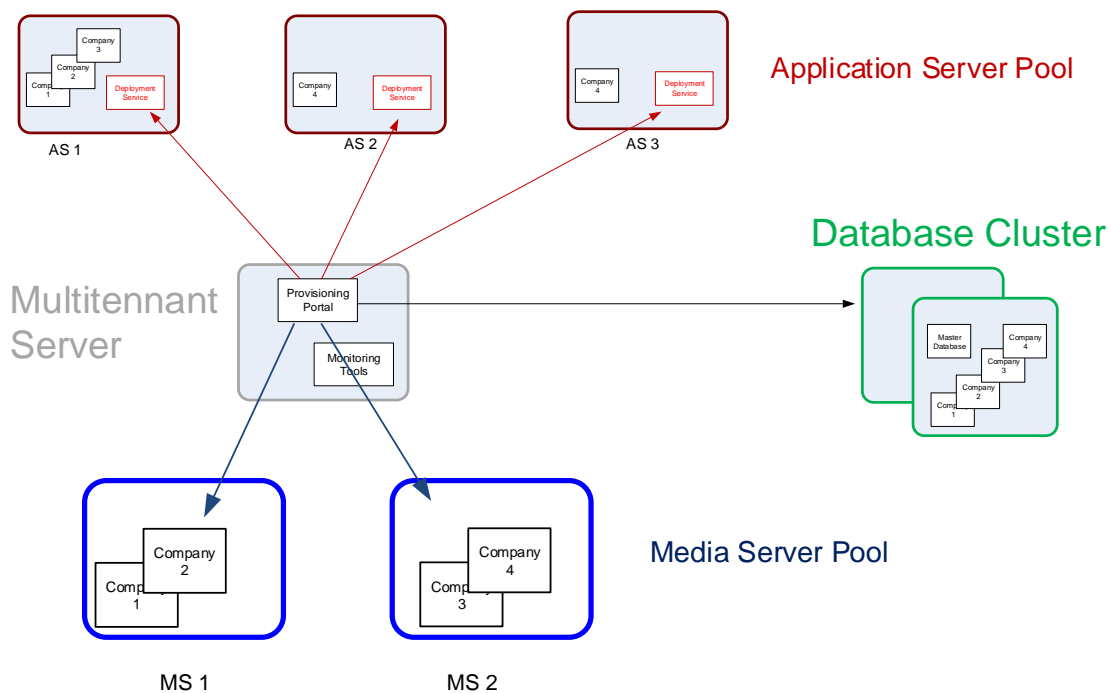 Company
3
Company
2
Company
1
Deployment
Service
AS 1
Company
4
Deployment
Service
AS 2
Company
4
Deployment
Service
AS 3
Application Server Pool
Database Cluster
Multitennant
Server
Provisioning
Portal
Monitoring
Tools
Master
Database
Company
4
Company
3
Company
2
Company
1
Company
2
Company
1
MS 1
Company
4
Company
3
MS 2
Media Server Pool